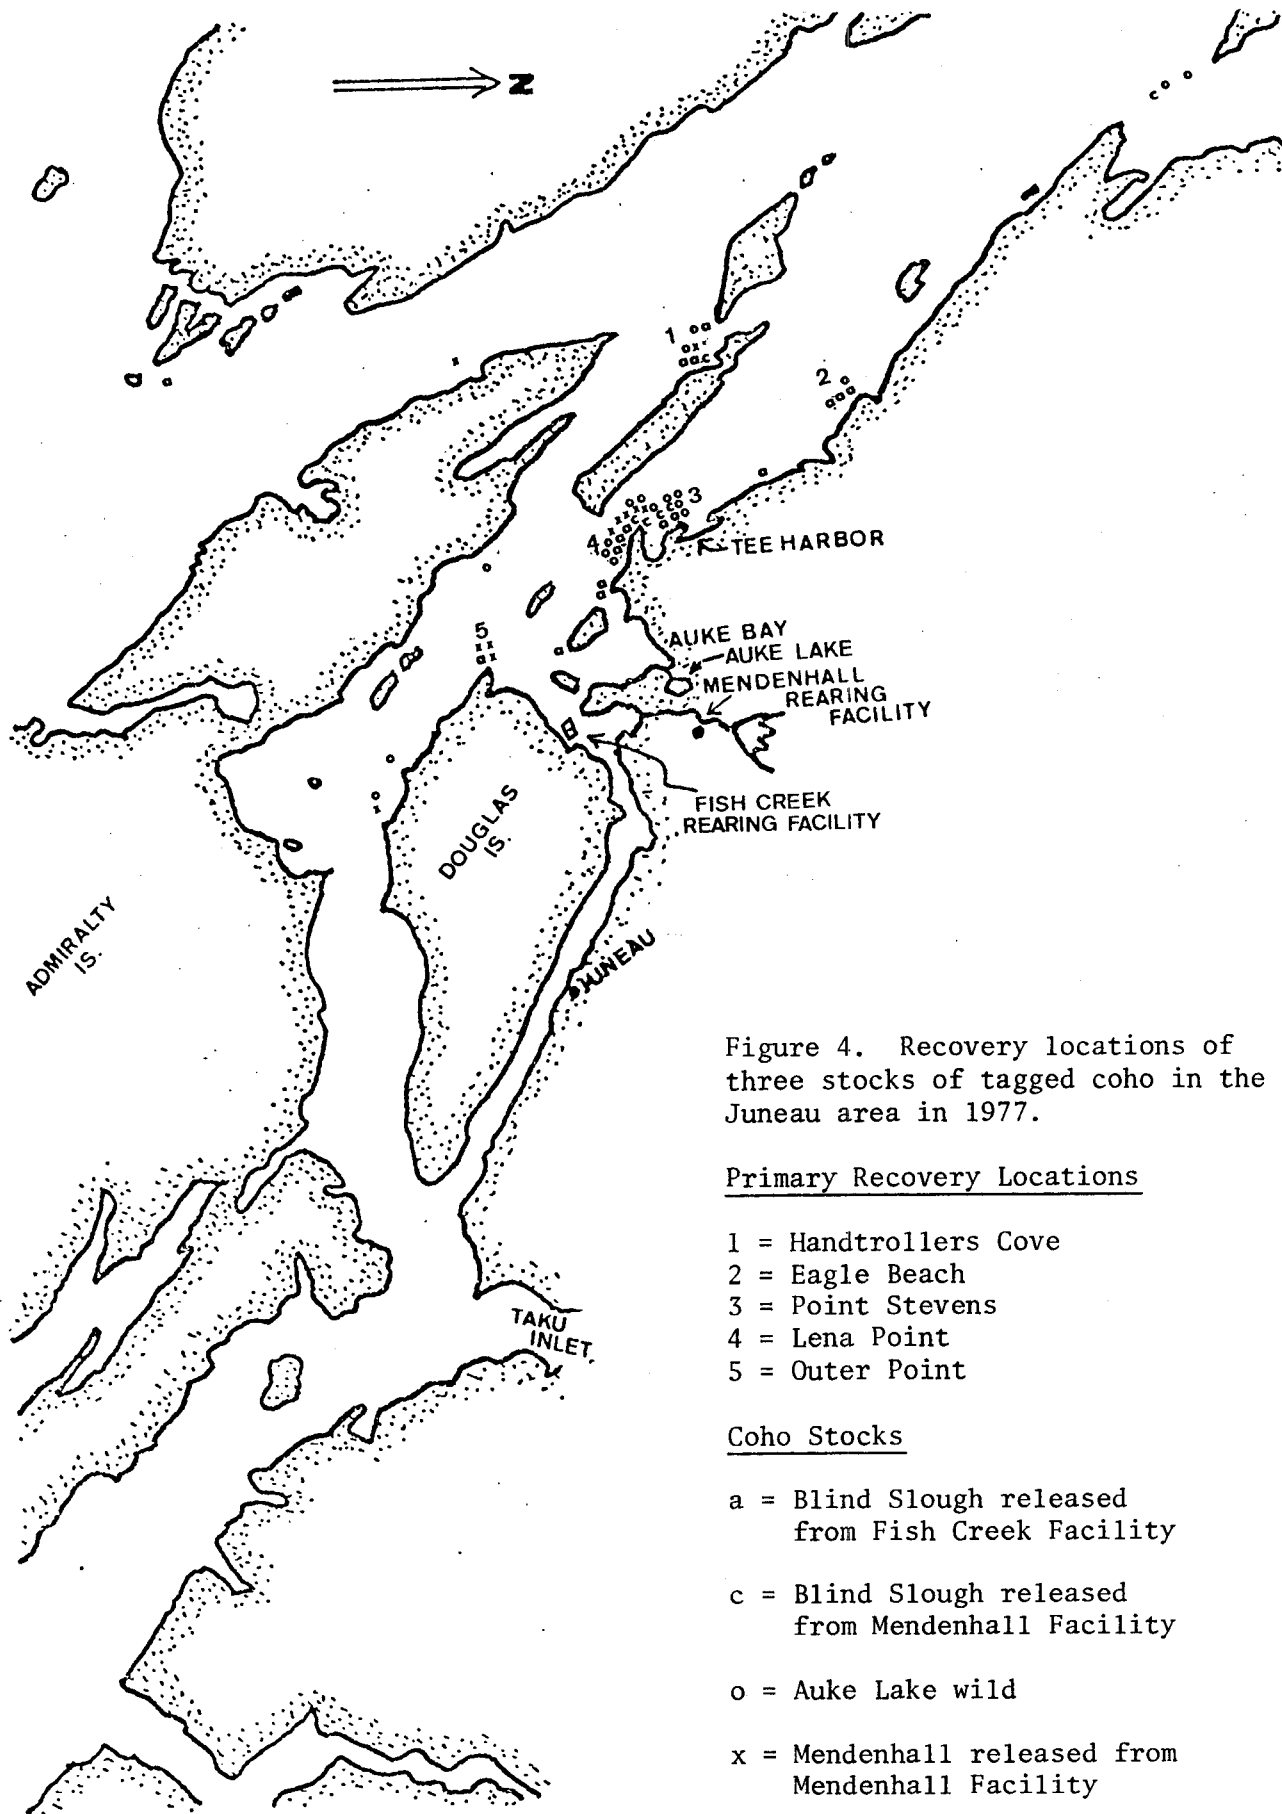 N
1
2
3
4
TEE HARBOR
5
AUKE BAY
AUKE LAKE
MENDENHALL
REARING
FACILITY
FISH CREEK
REARING FACILITY
DOUGLAS
IS.
ADMIRALTY
IS.
JUNEAU
TAKU
INLET
Figure 4. Recovery locations of
three stocks of tagged coho in the
Juneau area in 1977.
Primary Recovery Locations
1 = Handtrollers Cove
2 = Eagle Beach
3 = Point Stevens
4 = Lena Point
5 = Outer Point
Coho Stocks
a = Blind Slough released
from Fish Creek Facility
c = Blind Slough released
from Mendenhall Facility
o = Auke Lake wild
x = Mendenhall released from
Mendenhall Facility